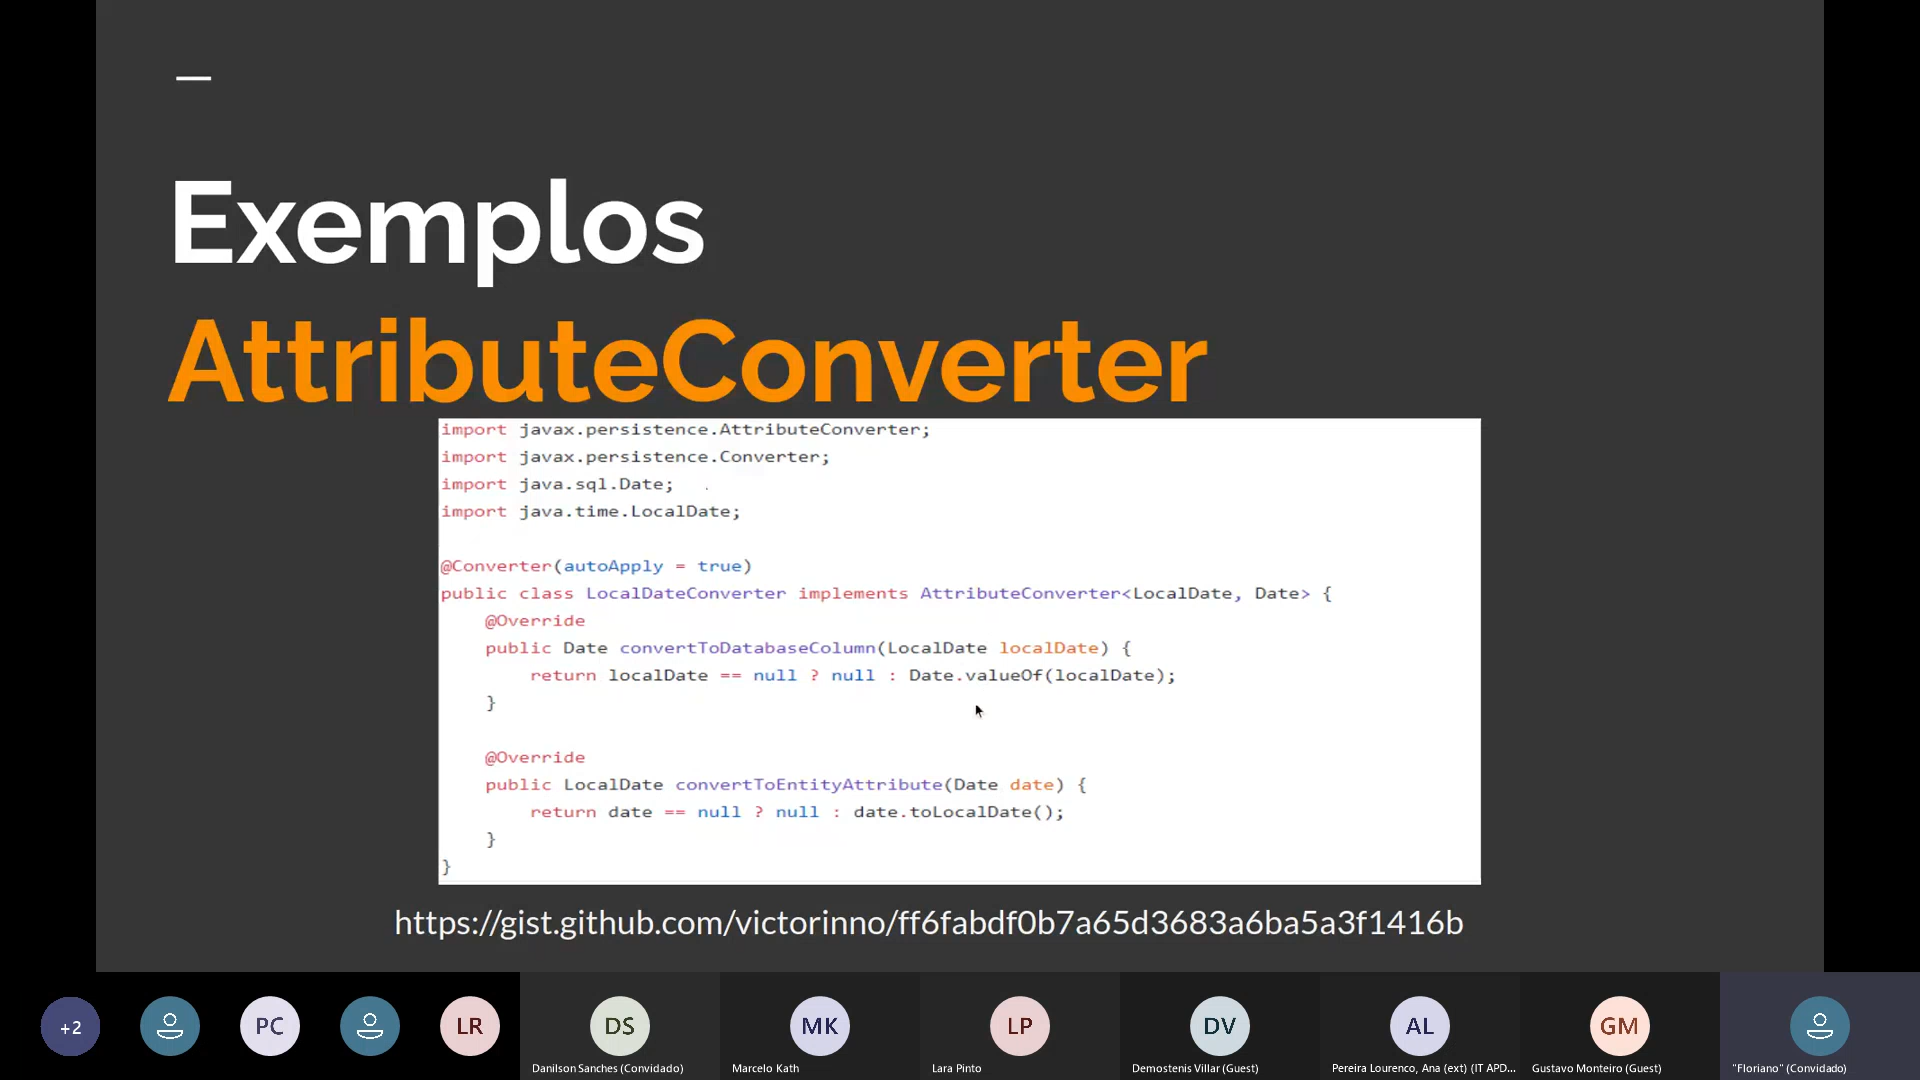 Exemplos
AttributeConverter
import javax.persistence.AttributeConverter;
import javax.persistence.Converter;
import java.sql.Date;
import java.time.LocalDate;
@Converter(autoApply = true)
public class LocalDateConverter implements AttributeConverter<LocalDate, Date> {
@Override
public Date convertToDatabaseColumn(LocalDate localDate) {
return localDate == null ? null : Date.valueOf(localDate);
}
@Override
public LocalDate convertToEntityAttribute(Date date) {
return date == null ? null : date.toLocalDate();
}
}
https://gist.github.com/victorinno/ff6fabdf0b7a65d3683a6ba5a3f1416b
+2
PC
LR
DS
MK
LP
DV
AL
GM
Danilson Sanches (Convidado)
Marcelo Kath
Lara Pinto
Demostenis Villar (Guest)
Pereira Lourenco, Ana (ext) (IT APD...
Gustavo Monteiro (Guest)
"Floriano" (Convidado)